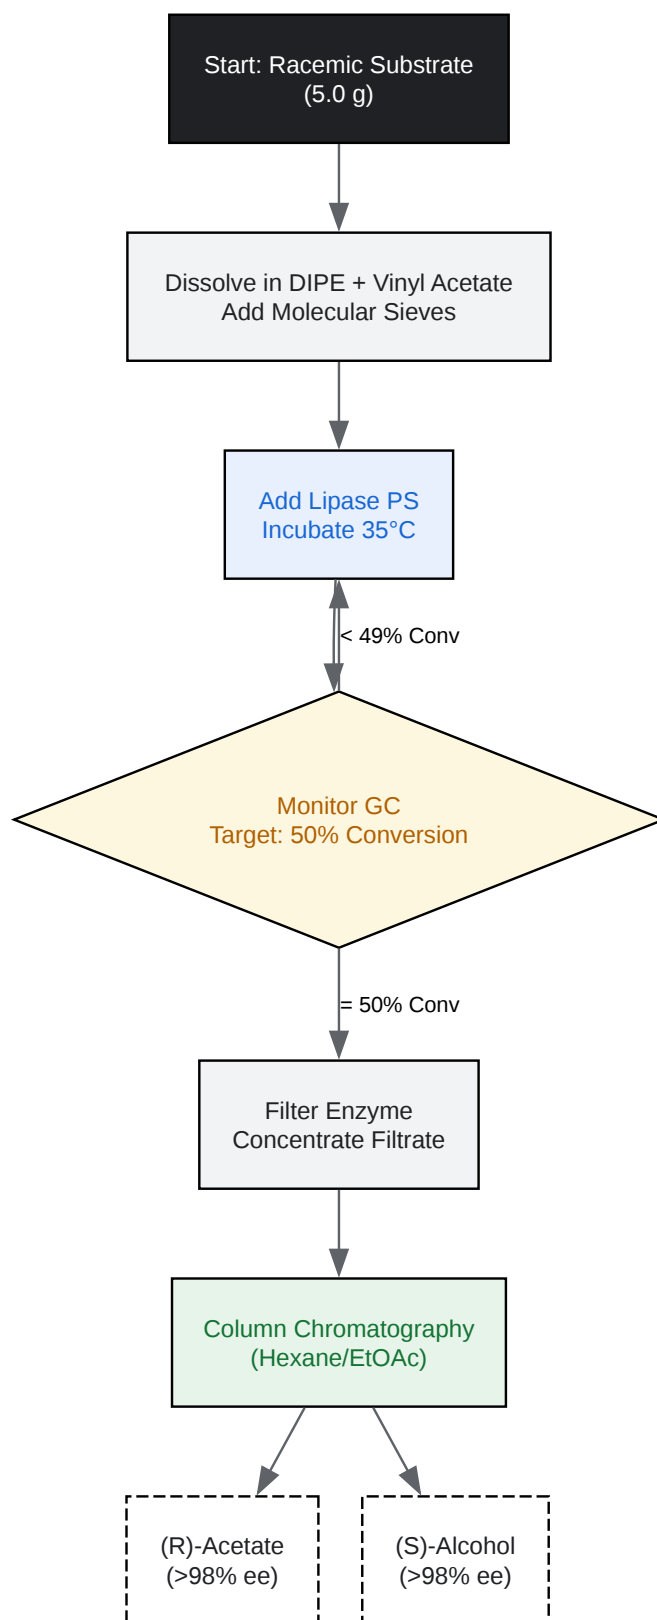 Start: Racemic Substrate
(5.0 g)
Dissolve in DIPE + Vinyl Acetate
Add Molecular Sieves
Add Lipase PS
Incubate 35°C
< 49% Conv
Monitor GC
Target: 50% Conversion
= 50% Conv
Filter Enzyme
Concentrate Filtrate
Column Chromatography
(Hexane/EtOAc)
(R)-Acetate
(>98% ee)
(S)-Alcohol
(>98% ee)